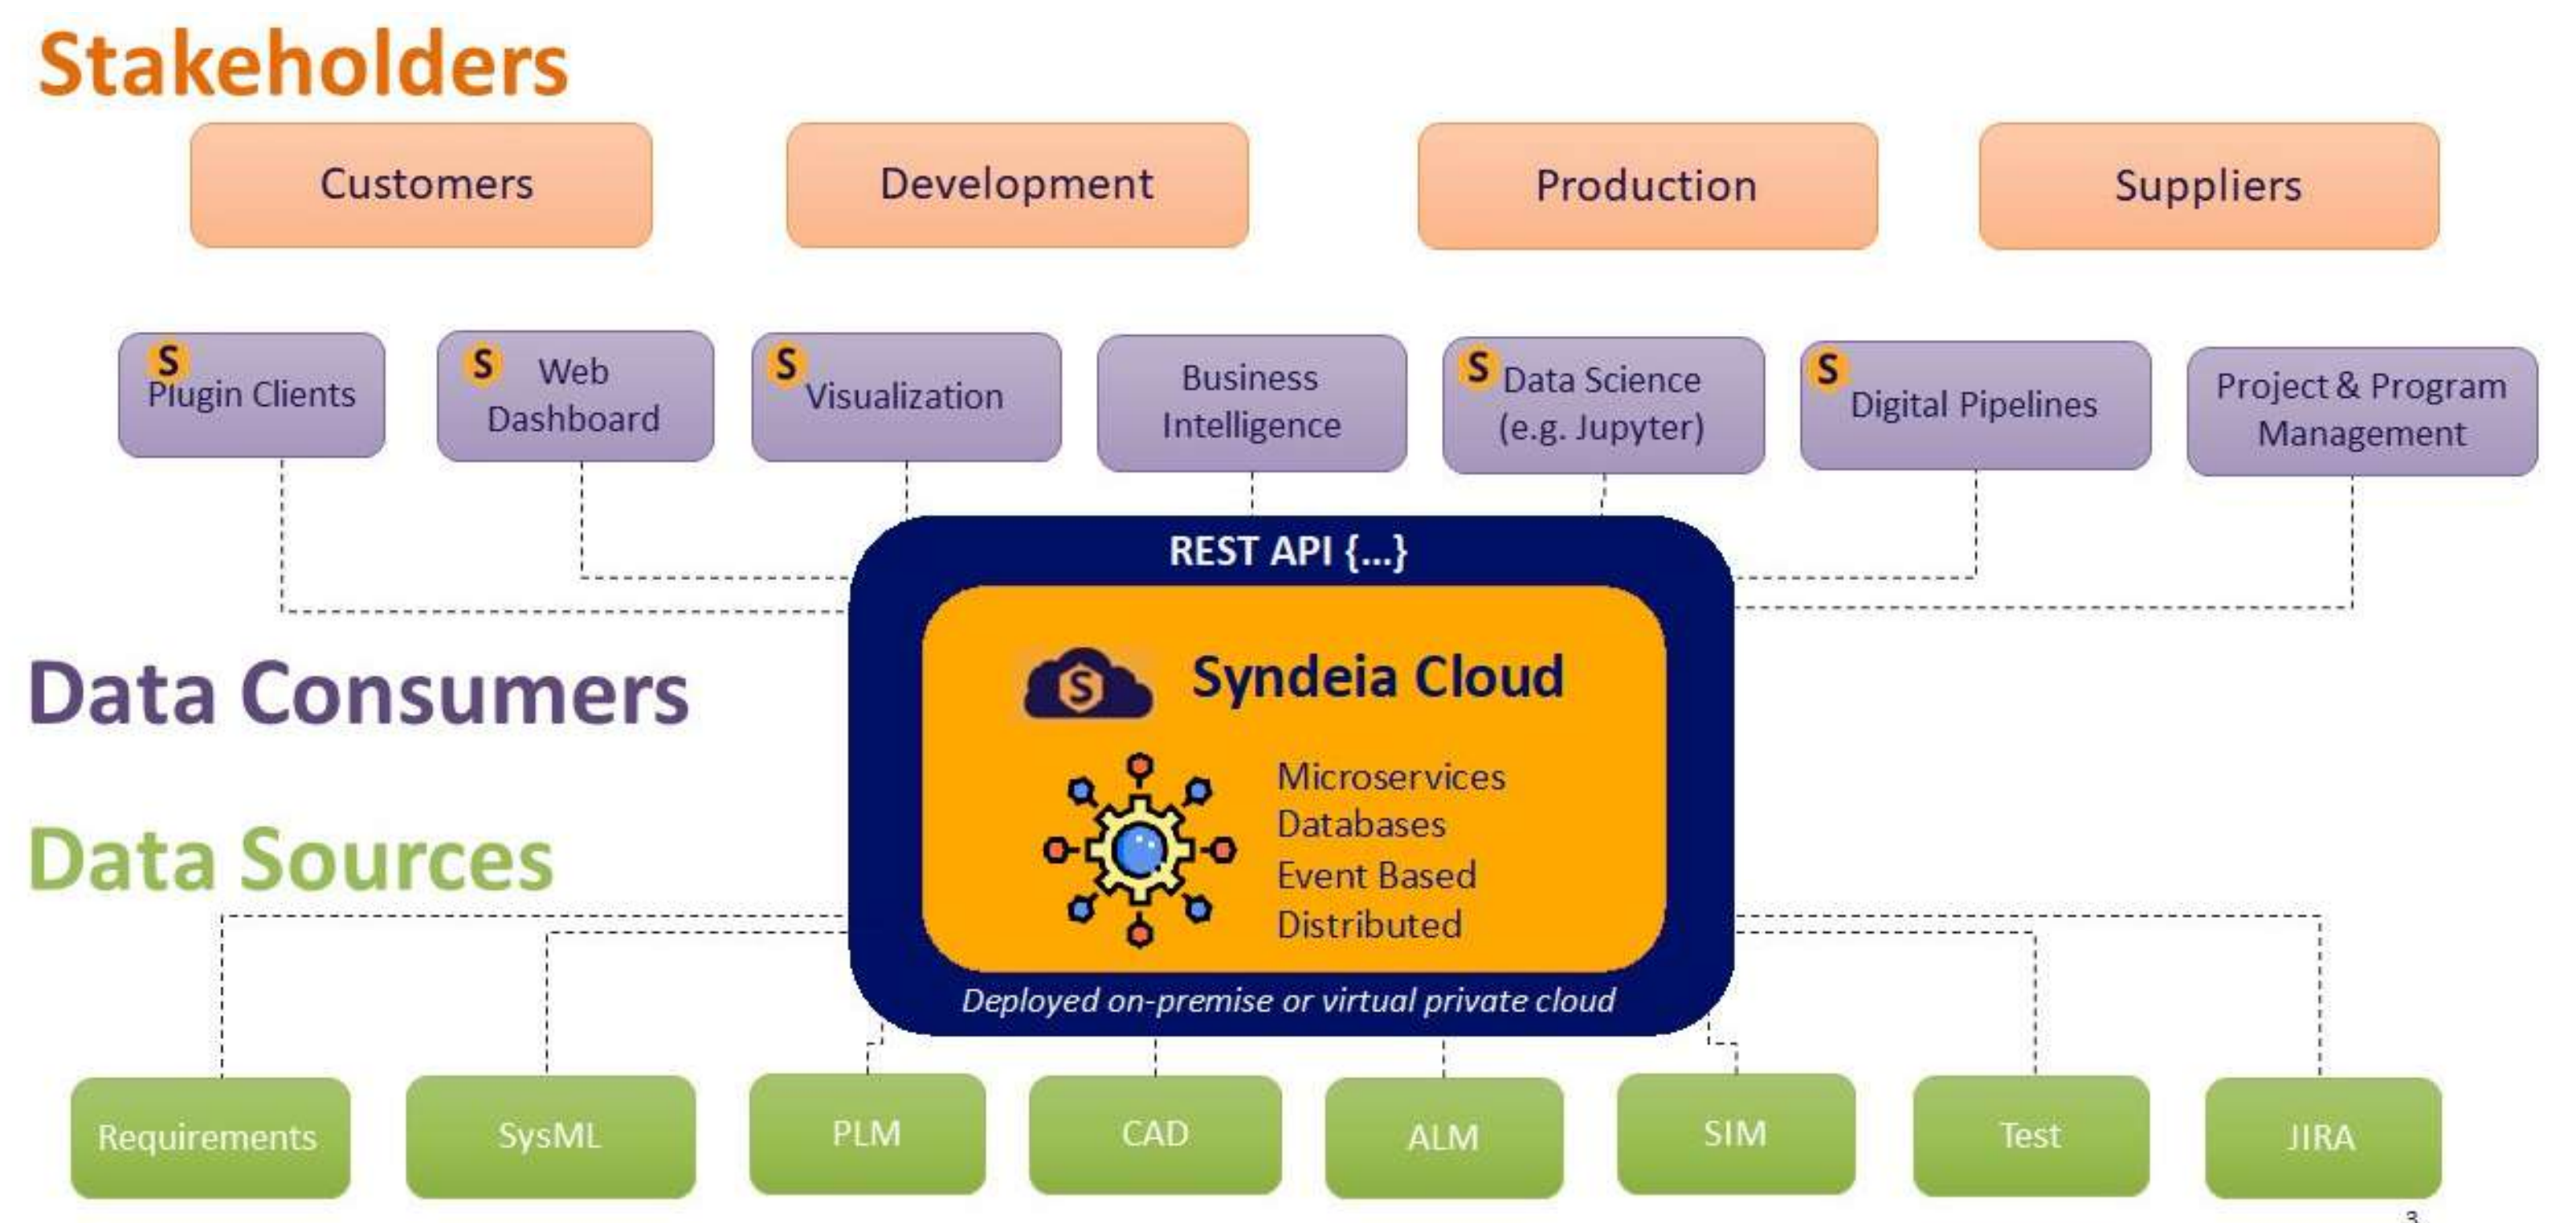 Stakeholders
Customers
Development
Production
Suppliers
S
Plugin Clients
S
Web
Dashboard
S
Visualization
Business
Intelligence
S
Data Science
(e.g. Jupyter)
S
Digital Pipelines
Project & Program
Management
REST API {...}
Data Consumers
S
Syndeia Cloud
Microservices
Databases
Event Based
Distributed
Data Sources
Deployed on-premise or virtual private cloud
Requirements
SysML
PLM
CAD
ALM
SIM
Test
JIRA
3